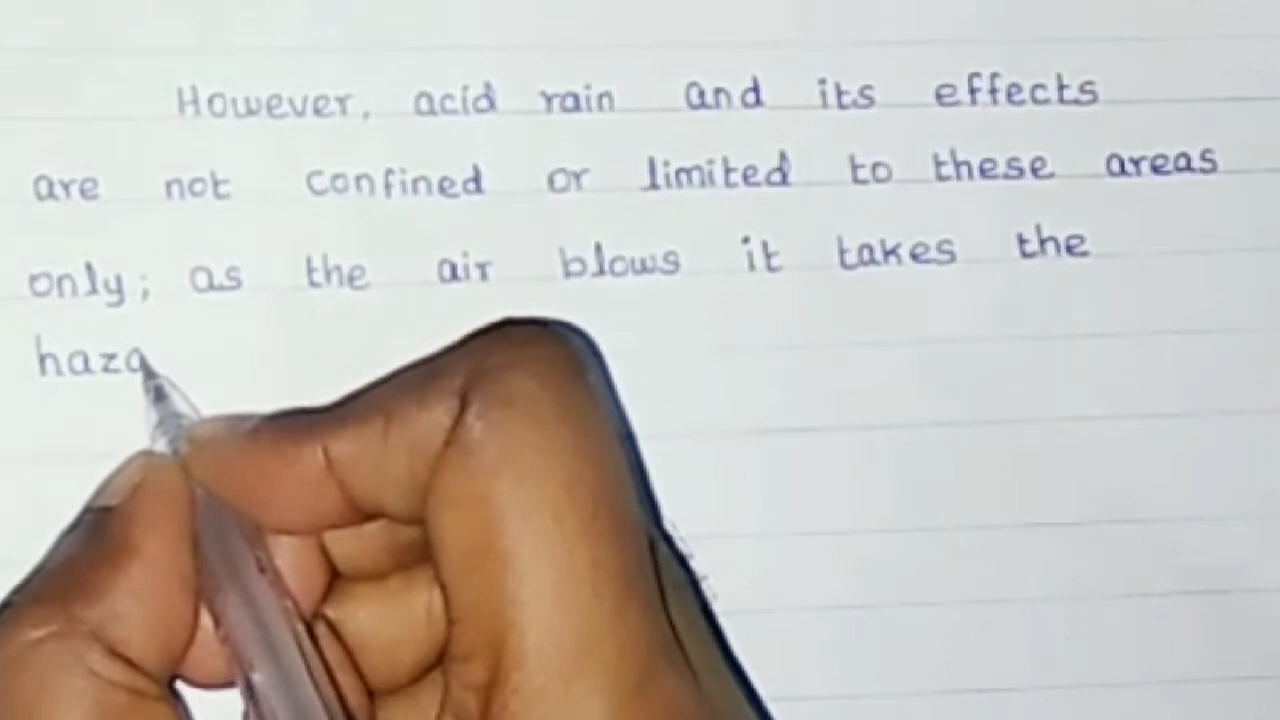 However, acid rain and its effects
are not confined or limited to these areas
only; as the air blows it takes the
haza